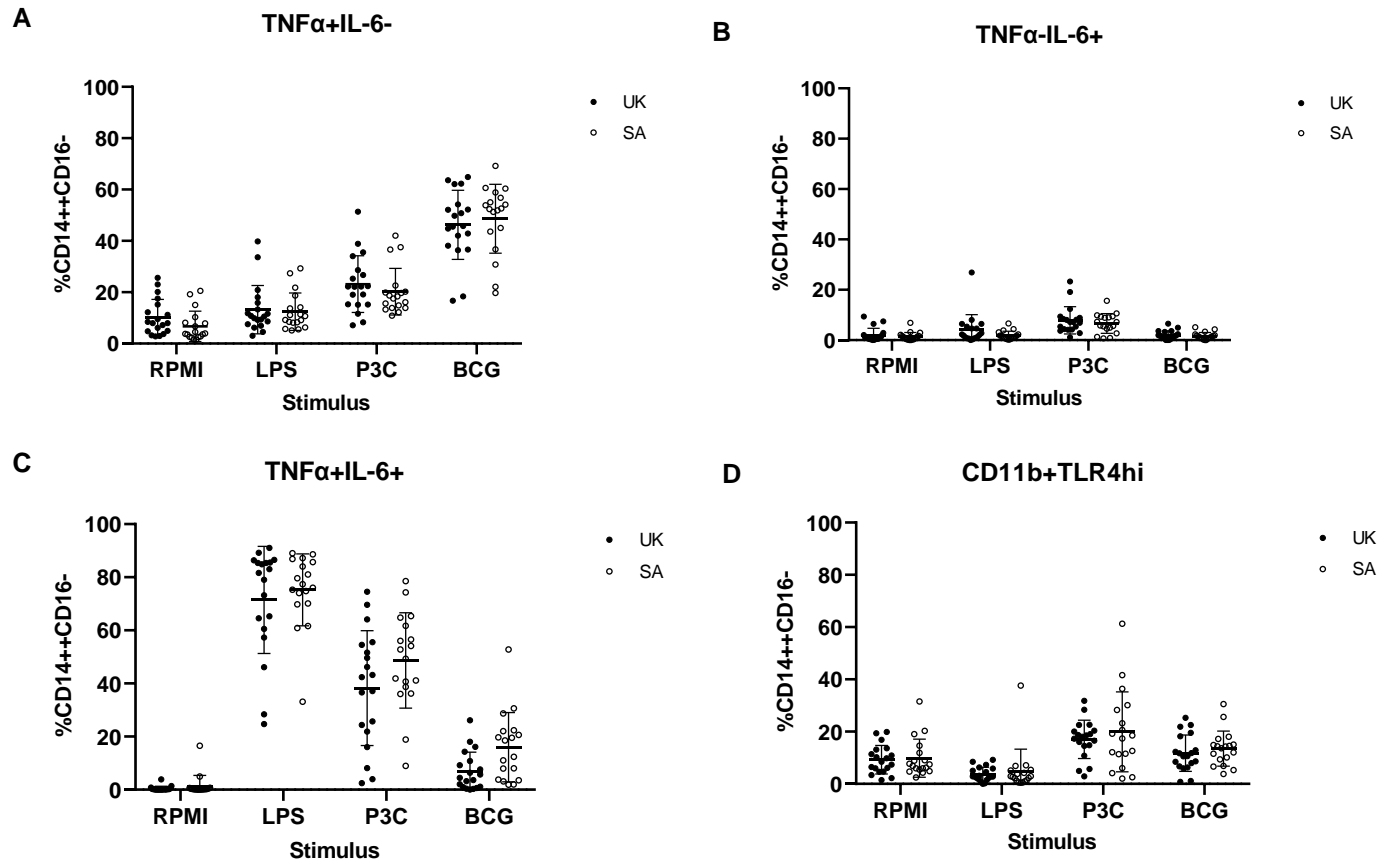 A
TNFα+IL-6-
%CD14++CD16-
100
80
60
40
20
0
RPMI LPS P3C BCG
Stimulus
UK
SA
B
TNFα-IL-6+
%CD14++CD16-
100
80
60
40
20
0
RPMI LPS P3C BCG
Stimulus
UK
SA
C
TNFα+IL-6+
%CD14++CD16-
100
80
60
40
20
0
RPMI LPS P3C BCG
Stimulus
UK
SA
D
CD11b+TLR4hi
%CD14++CD16-
100
80
60
40
20
0
RPMI LPS P3C BCG
Stimulus
UK
SA